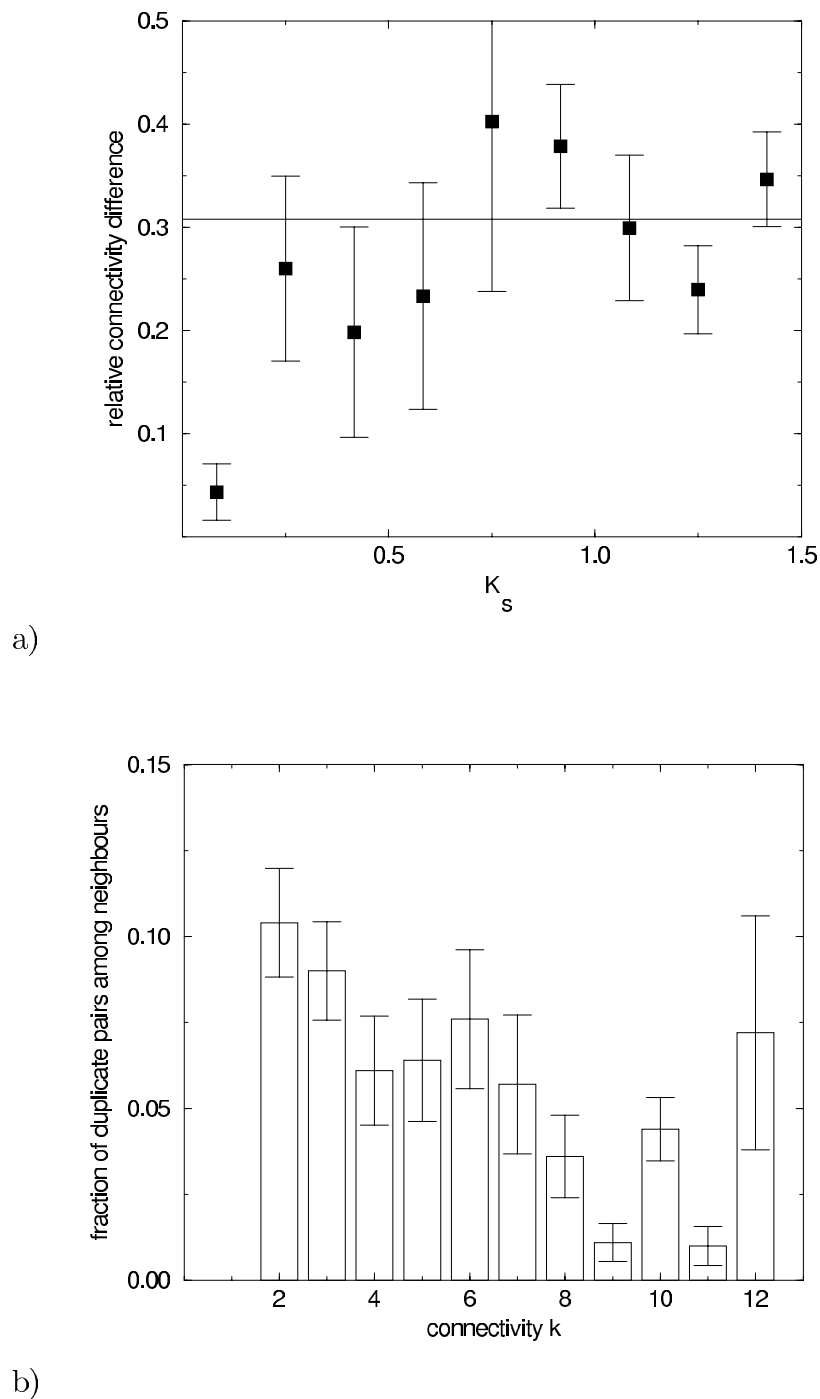 0.5
0.4
0.3
0.2
0.1
relative connectivity difference
0.5 1.0 1.5
K_s
a)
0.15
0.10
0.05
0.00
fraction of duplicate pairs among neighbours
2 4 6 8 10 12
connectivity k
b)